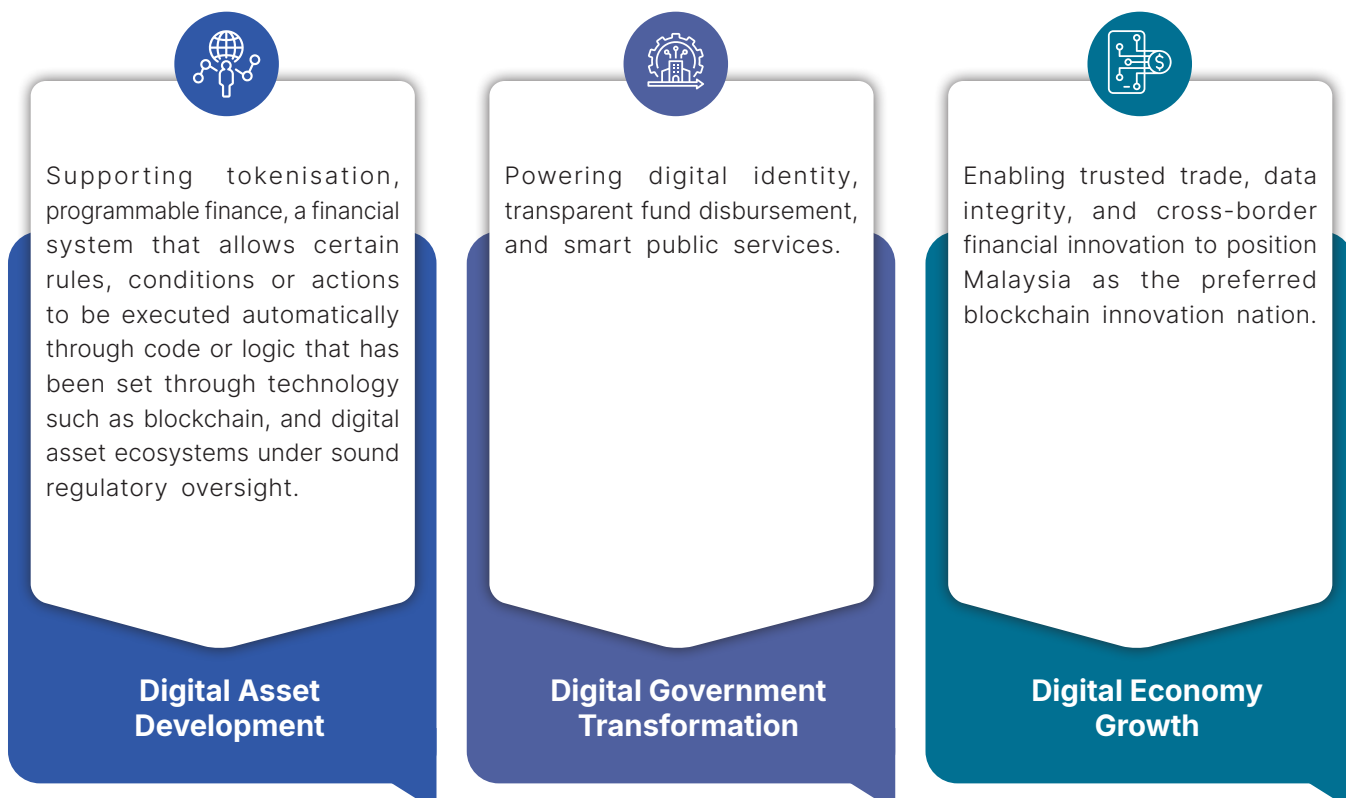 Supporting tokenisation,
programmable finance, a financial
system that allows certain
rules, conditions or actions
to be executed automatically
through code or logic that has
been set through technology
such as blockchain, and digital
asset ecosystems under sound
regulatory oversight.
Digital Asset
Development
Powering digital identity,
transparent fund disbursement,
and smart public services.
Digital Government
Transformation
$
Enabling trusted trade, data
integrity, and cross-border
financial innovation to position
Malaysia as the preferred
blockchain innovation nation.
Digital Economy
Growth